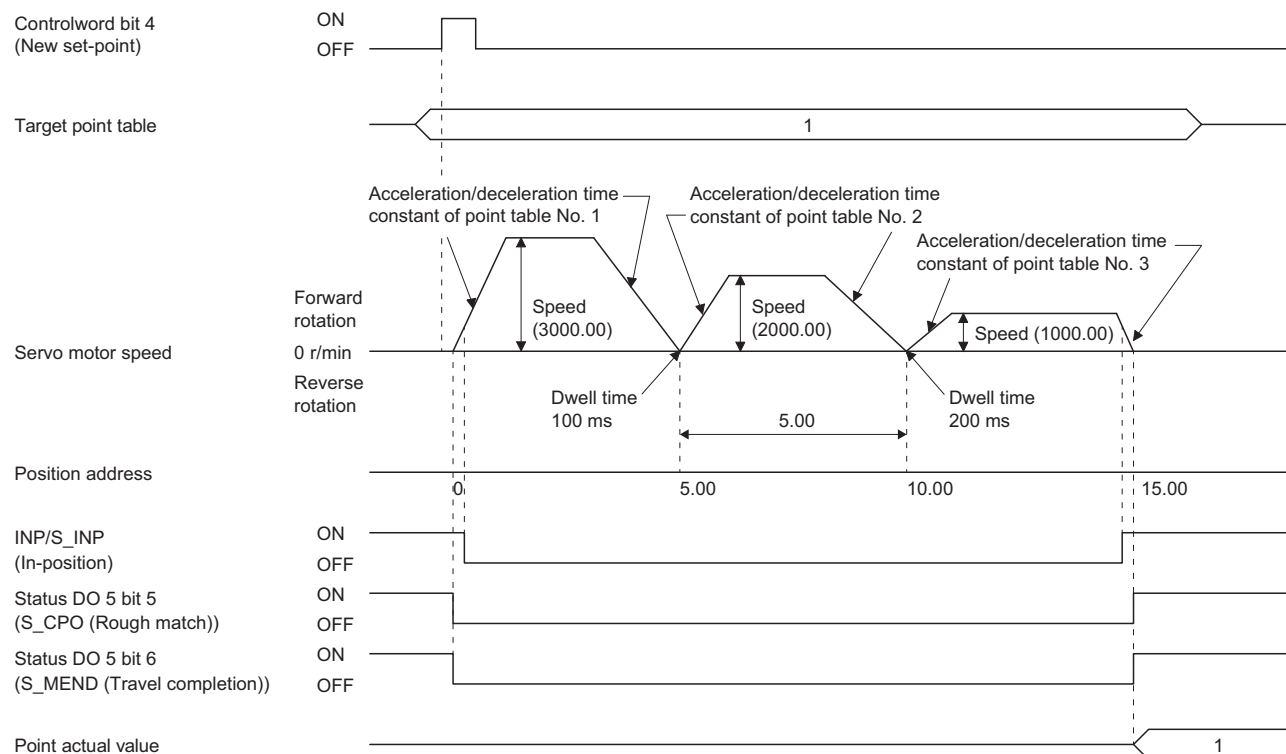 Controlword bit 4
(New set-point)
ON
OFF
Target point table
1
Acceleration/deceleration time
constant of point table No. 1
Acceleration/deceleration time
constant of point table No. 2
Acceleration/deceleration time
constant of point table No. 3
Servo motor speed
Forward
rotation
0 r/min
Reverse
rotation
Speed
(3000.00)
Speed
(2000.00)
Speed (1000.00)
Dwell time
100 ms
5.00
Dwell time
200 ms
Position address
0
5.00
10.00
15.00
INP/S_INP
(In-position)
ON
OFF
Status DO 5 bit 5
(S_CPO (Rough match))
ON
OFF
Status DO 5 bit 6
(S_MEND (Travel completion))
ON
OFF
Point actual value
1